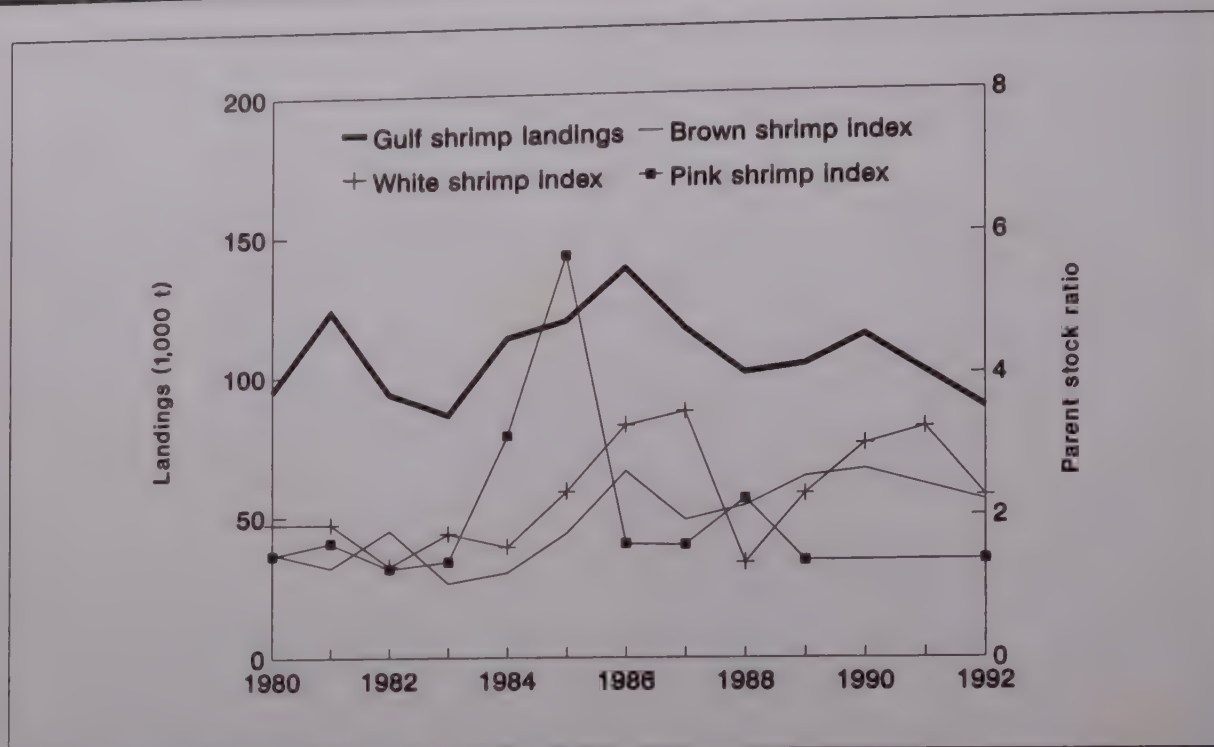 Gulf shrimp landings
Brown shrimp index
White shrimp index
Pink shrimp index
Landings (1,000 t)
200
150
100
50
0
Parent stock ratio
8
6
4
2
0
1980 1982 1984 1986 1988 1990 1992